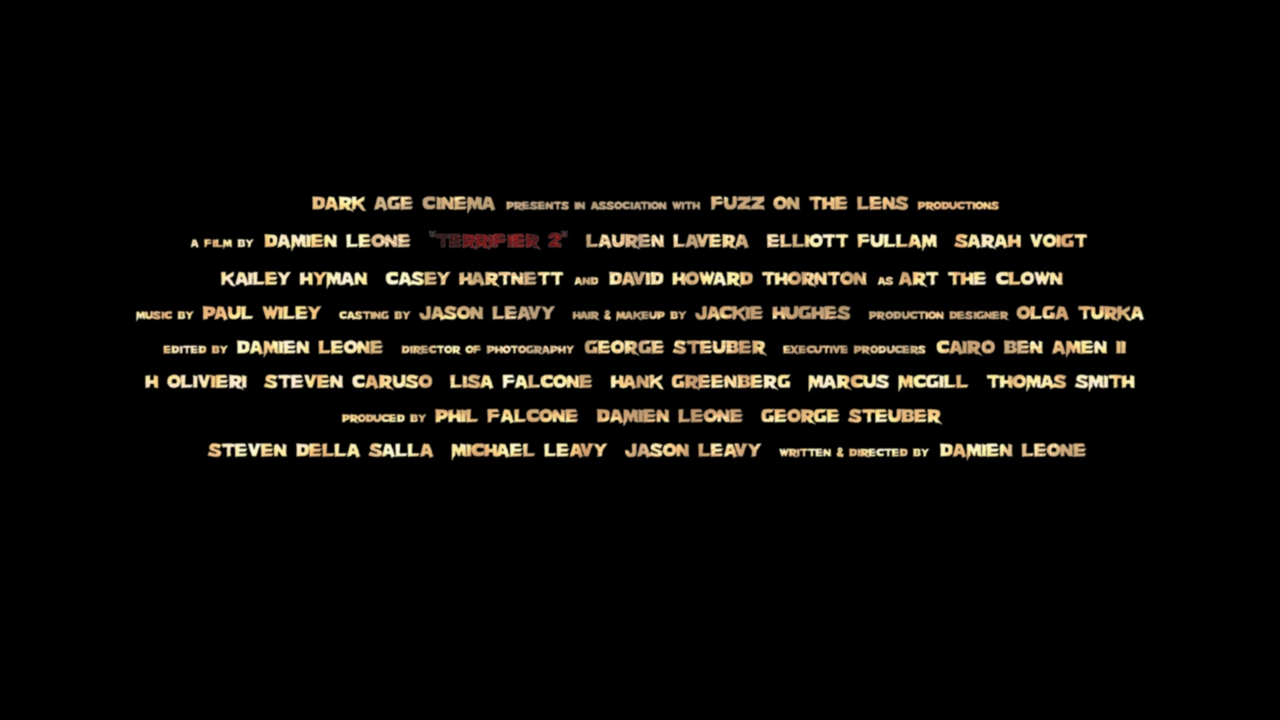 DARK AGE CINEMA PRESENTS IN ASSOCIATION WITH FUZZ ON THE LENS PRODUCTIONS
A FILM BY DAMIEN LEONE "TERRIFIER 2" LAUREN LAVERA ELLIOTT FULLAM SARAH VOIGT
KAILEY HYMAN CASEY HARTNETT AND DAVID HOWARD THORNTON AS ART THE CLOWN
MUSIC BY PAUL WILEY CASTING BY JASON LEAVY HAIR & MAKEUP BY JACKIE HUGHES PRODUCTION DESIGNER OLGA TURKA
EDITED BY DAMIEN LEONE DIRECTOR OF PHOTOGRAPHY GEORGE STEUBER EXECUTIVE PRODUCERS CAIRO BEN AMEN II
H OLIVIERI STEVEN CARUSO LISA FALCONE HANK GREENBERG MARCUS MCGILL THOMAS SMITH
PRODUCED BY PHIL FALCONE DAMIEN LEONE GEORGE STEUBER
STEVEN DELLA SALLA MICHAEL LEAVY JASON LEAVY WRITTEN & DIRECTED BY DAMIEN LEONE